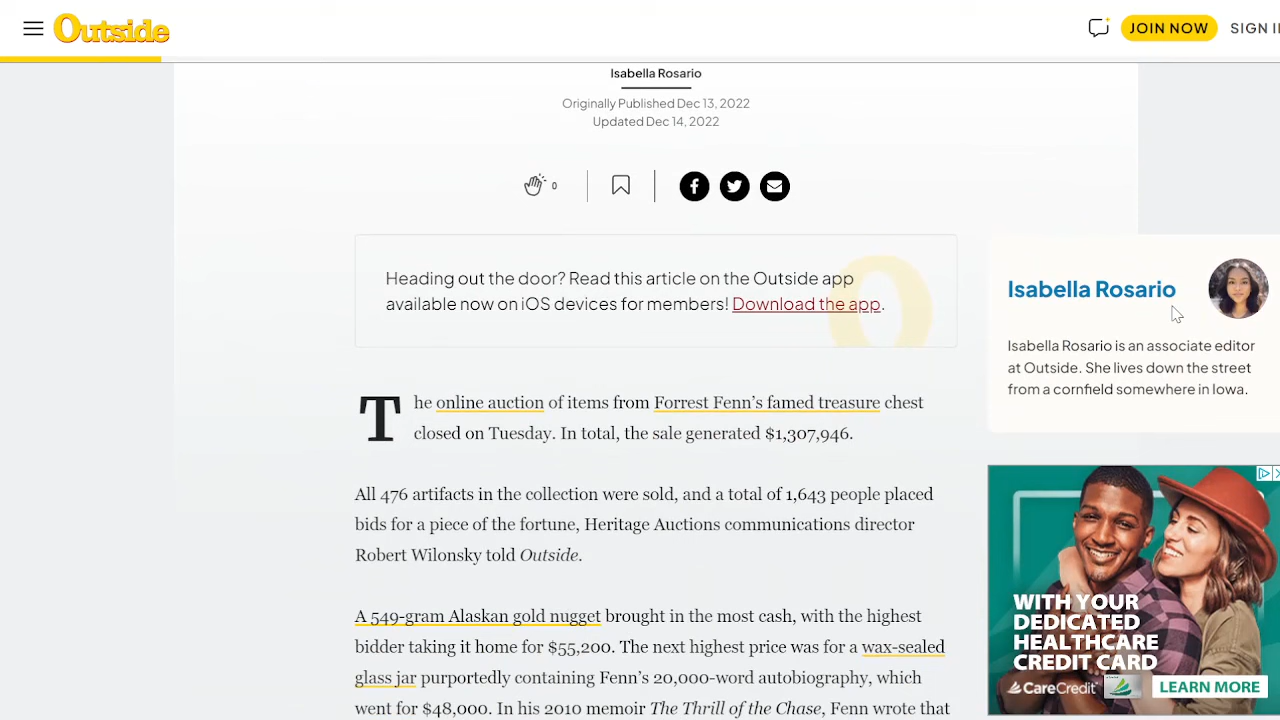 Outside
JOIN NOW
SIGN I
Isabella Rosario
Originally Published Dec 13, 2022
Updated Dec 14, 2022
0
Heading out the door? Read this article on the Outside app
available now on iOS devices for members! Download the app.
Isabella Rosario
Isabella Rosario is an associate editor
at Outside. She lives down the street
from a cornfield somewhere in Iowa.
The online auction of items from Forrest Fenn's famed treasure chest
closed on Tuesday. In total, the sale generated $1,307,946.
All 476 artifacts in the collection were sold, and a total of 1,643 people placed
bids for a piece of the fortune, Heritage Auctions communications director
Robert Wilonsky told Outside.
A 549-gram Alaskan gold nugget brought in the most cash, with the highest
bidder taking it home for $55,200. The next highest price was for a wax-sealed
glass jar purportedly containing Fenn's 20,000-word autobiography, which
went for $48,000. In his 2010 memoir The Thrill of the Chase, Fenn wrote that
WITH YOUR
DEDICATED
HEALTHCARE
CREDIT CARD
CareCredit
LEARN MORE